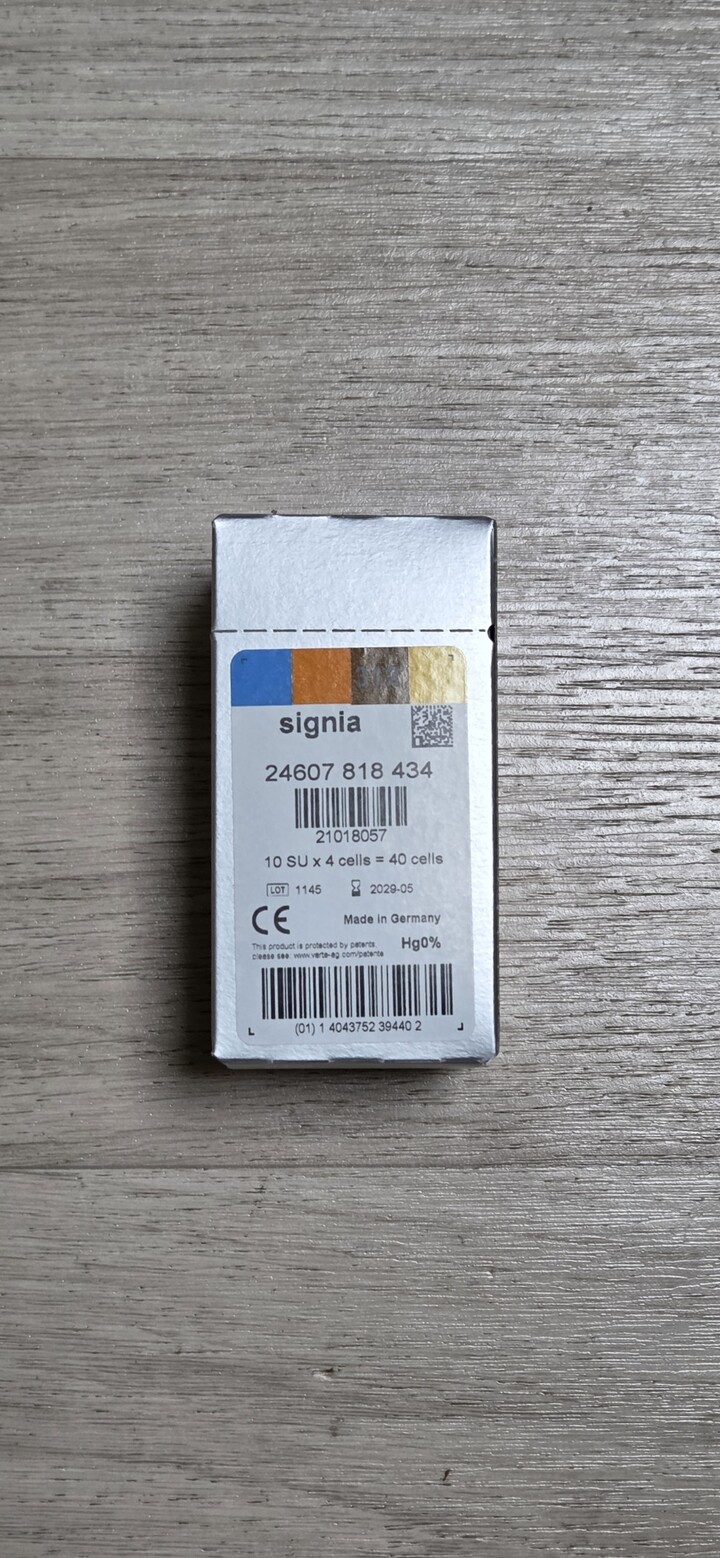 signia
24607 818 434
21018057
10 SU x 4 cells = 40 cells
LOT 1145 2029-05
CE Made in Germany
This product is protected by patents,
please see: www.varta-ag.com/patents
Hg0%
(01) 1 4043752 39440 2